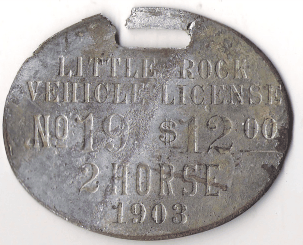 LITTLE ROCK
VEHICLE LICENSE
No 19 $12.00
2 HORSE
1903